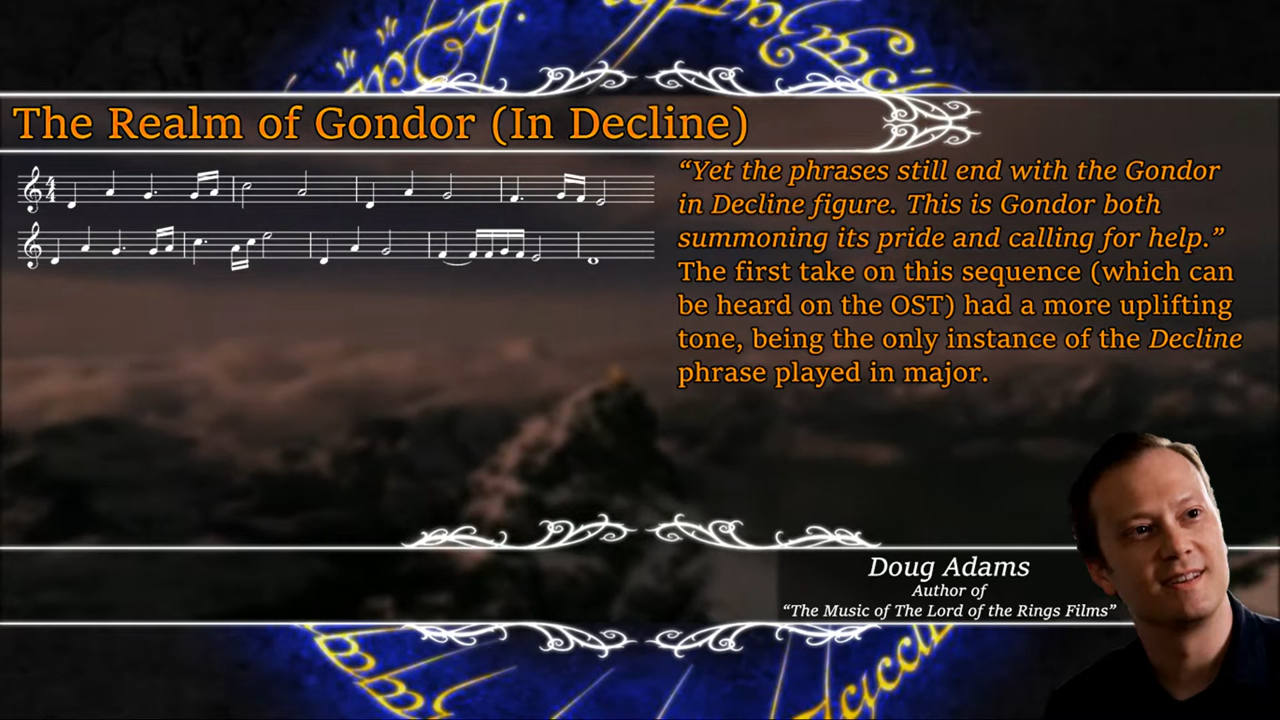 The Realm of Gondor (In Decline)
“Yet the phrases still end with the Gondor
in Decline figure. This is Gondor both
summoning its pride and calling for help.”
The first take on this sequence (which can
be heard on the OST) had a more uplifting
tone, being the only instance of the Decline
phrase played in major.
Doug Adams
Author of
“The Music of The Lord of the Rings Films”